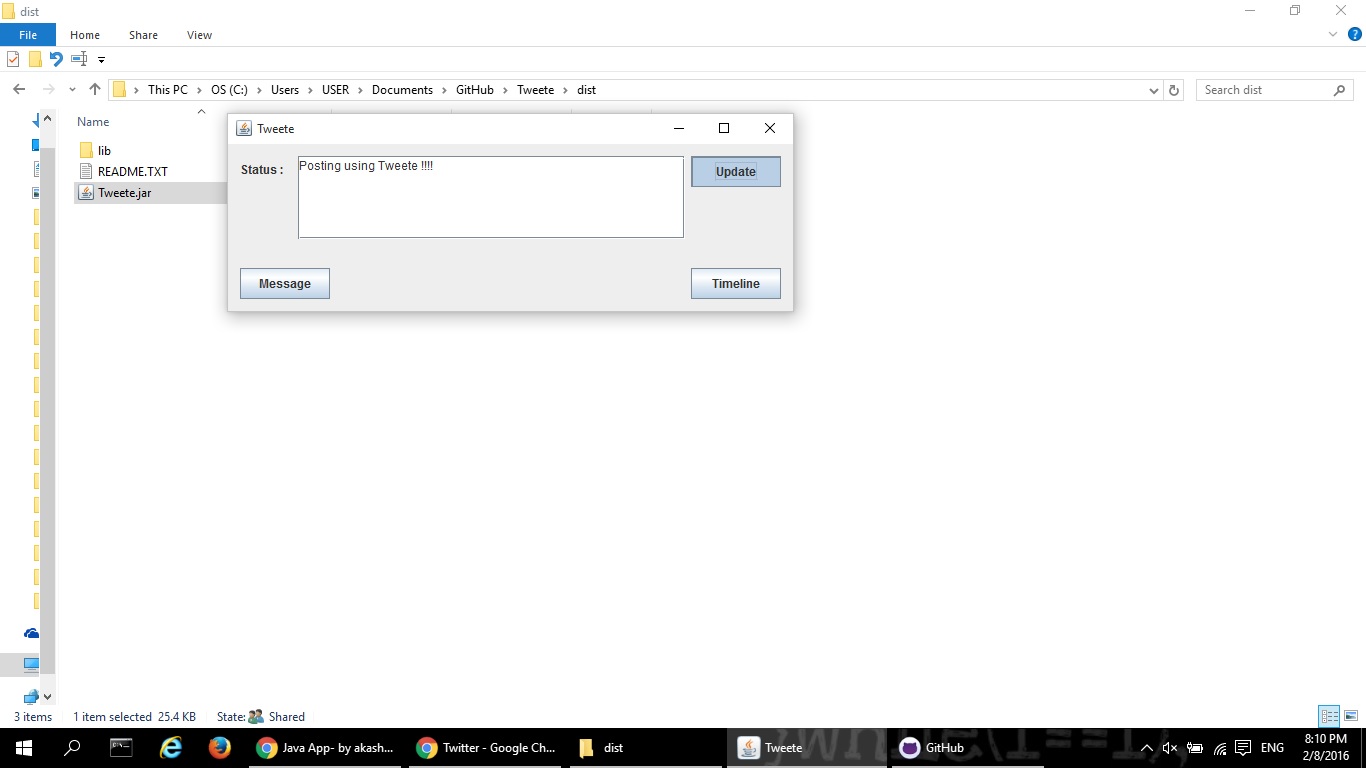 dist
File Home Share View
This PC OS (C:) Users USER Documents GitHub Tweete dist
Search dist
Name
lib
README.TXT
Tweete.jar
Tweete
Status :
Posting using Tweete !!!!
Update
Message
Timeline
3 items 1 item selected 25.4 KB State: Shared
Java App- by akash...
Twitter - Google Ch...
dist
Tweete
GitHub
ENG
8:10 PM
2/8/2016